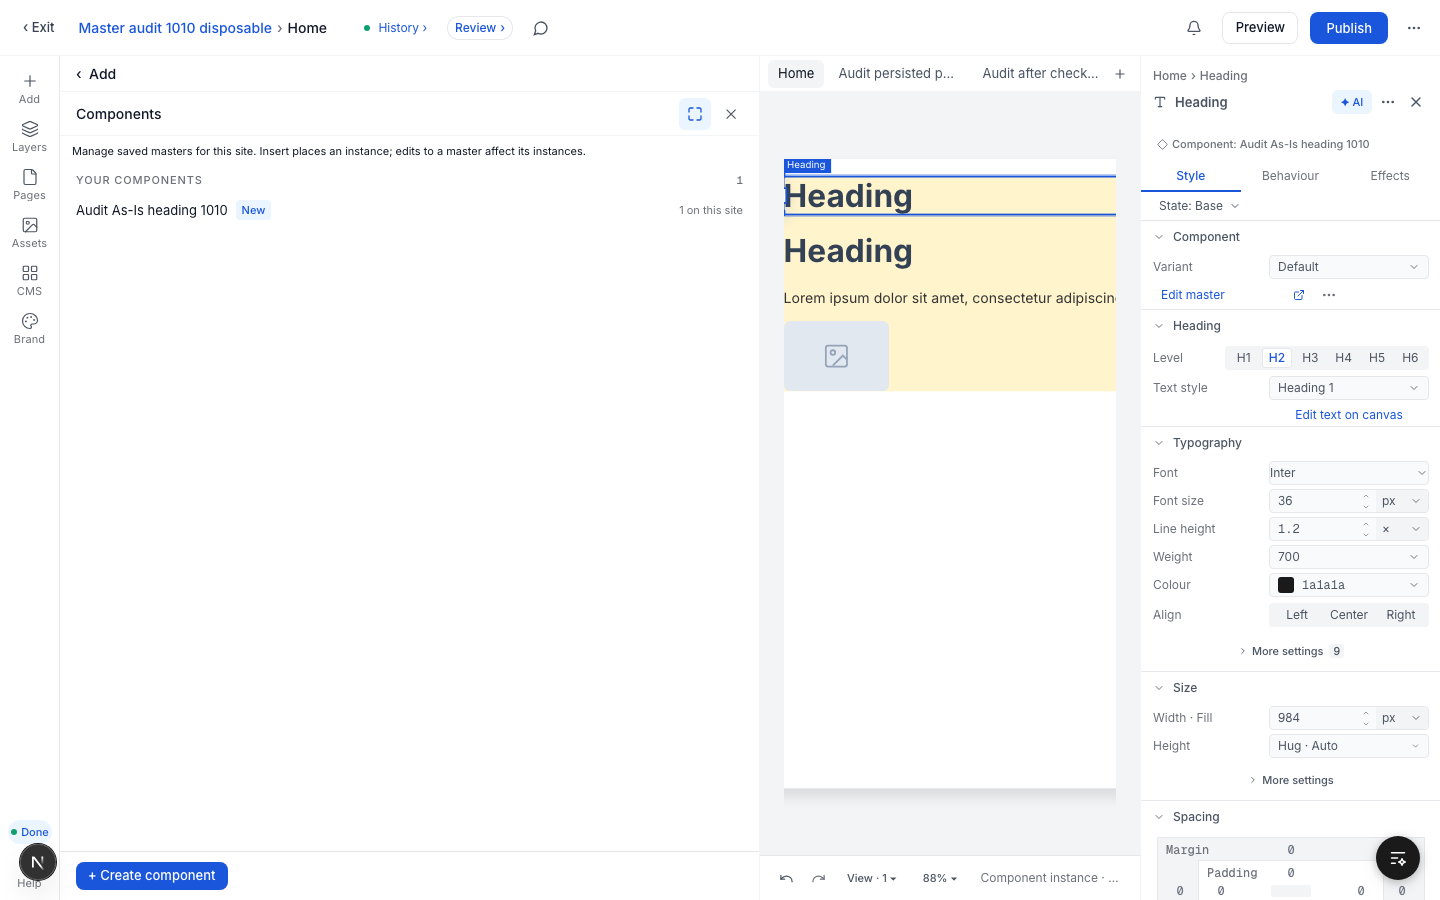 ‹ Exit
Master audit 1010 disposable › Home
History ›
Review ›
Preview
Publish
Add
Layers
Pages
Assets
CMS
Brand
Done
N
Help
‹ Add
Components
Manage saved masters for this site. Insert places an instance; edits to a master affect its instances.
YOUR COMPONENTS 1
Audit As-Is heading 1010 New 1 on this site
+ Create component
Home
Audit persisted p...
Audit after check...
Heading
Heading
Heading
Lorem ipsum dolor sit amet, consectetur adipiscin
View · 1
88%
Component instance · ...
Home › Heading
Heading
AI
Component: Audit As-Is heading 1010
Style Behaviour Effects
State: Base
Component
Variant Default
Edit master
Heading
Level H1 H2 H3 H4 H5 H6
Text style Heading 1
Edit text on canvas
Typography
Font Inter
Font size 36 px
Line height 1.2 ×
Weight 700
Colour 1a1a1a
Align Left Center Right
More settings 9
Size
Width · Fill 984 px
Height Hug · Auto
More settings
Spacing
Margin 0
Padding 0
0 0 0 0